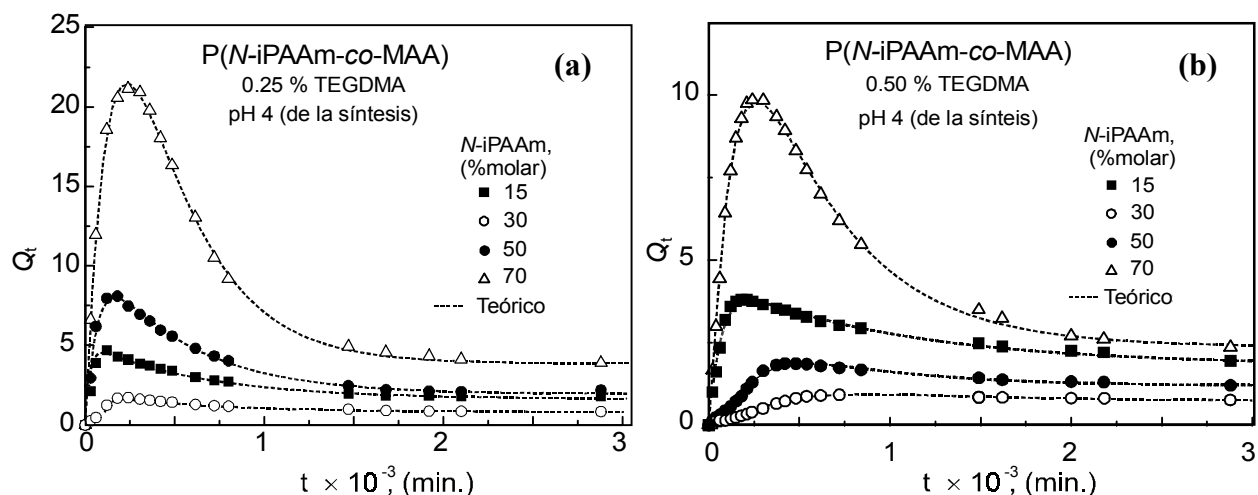 P(N-iPAAm-co-MAA)
(a)
0.25 % TEGDMA
pH 4 (de la síntesis)
N-iPAAm,
(%molar)
15
30
50
70
Teórico
25
20
15
10
5
0
Qt
0
1
2
3
t × 10⁻³, (min.)
P(N-iPAAm-co-MAA)
(b)
0.50 % TEGDMA
pH 4 (de la sínteis)
N-iPAAm,
(%molar)
15
30
50
70
Teórico
10
5
0
Qt
0
1
2
3
t × 10⁻³, (min.)